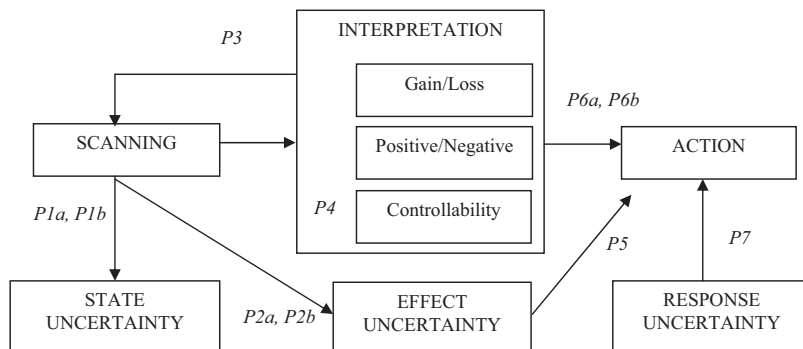 INTERPRETATION
P3
Gain/Loss
P6a, P6b
SCANNING
Positive/Negative
ACTION
P1a, P1b
P4
Controllability
P5
P7
STATE
UNCERTAINTY
P2a, P2b
EFFECT
UNCERTAINTY
RESPONSE
UNCERTAINTY